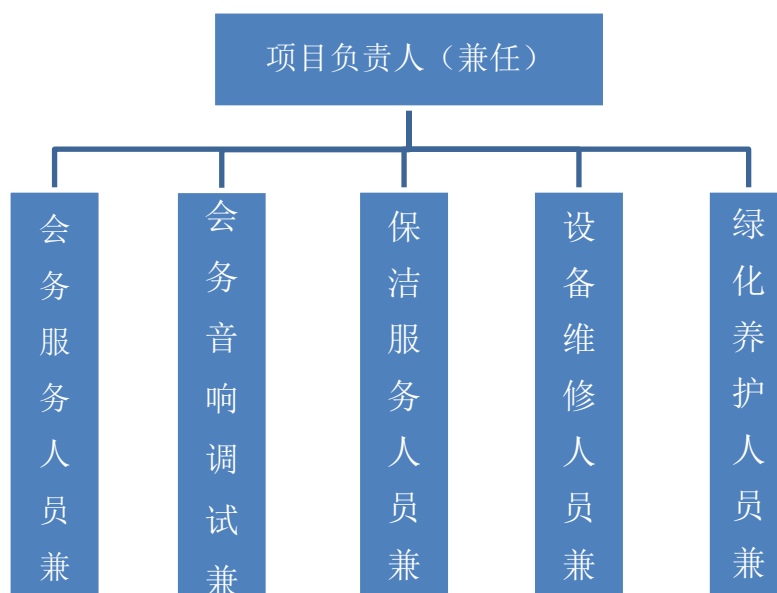 项目负责人（兼任）
会务服务人员兼
会务音响调试兼
保洁服务人员兼
设备维修人员兼
绿化养护人员兼